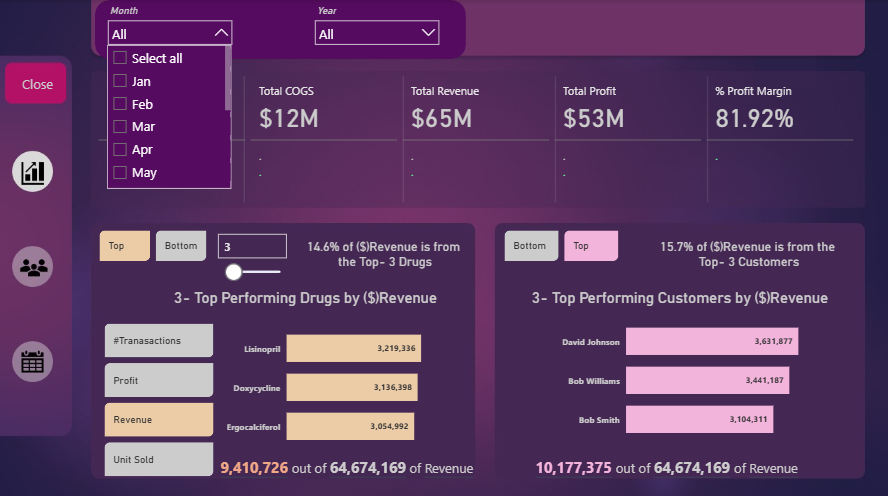 Month
Year
All
All
Select all
Jan
Feb
Mar
Apr
May
Close
Total COGS
Total Revenue
Total Profit
% Profit Margin
$12M
$65M
$53M
81.92%
Top
Bottom
3
14.6% of ($)Revenue is from
the Top- 3 Drugs
3- Top Performing Drugs by ($)Revenue
#Tranasactions
Profit
Revenue
Unit Sold
Lisinopril
3,219,336
Doxycycline
3,136,398
Ergocalciferol
3,054,992
9,410,726 out of 64,674,169 of Revenue
Bottom
Top
15.7% of ($)Revenue is from the
Top- 3 Customers
3- Top Performing Customers by ($)Revenue
David Johnson
3,631,877
Bob Williams
3,441,187
Bob Smith
3,104,311
10,177,375 out of 64,674,169 of Revenue